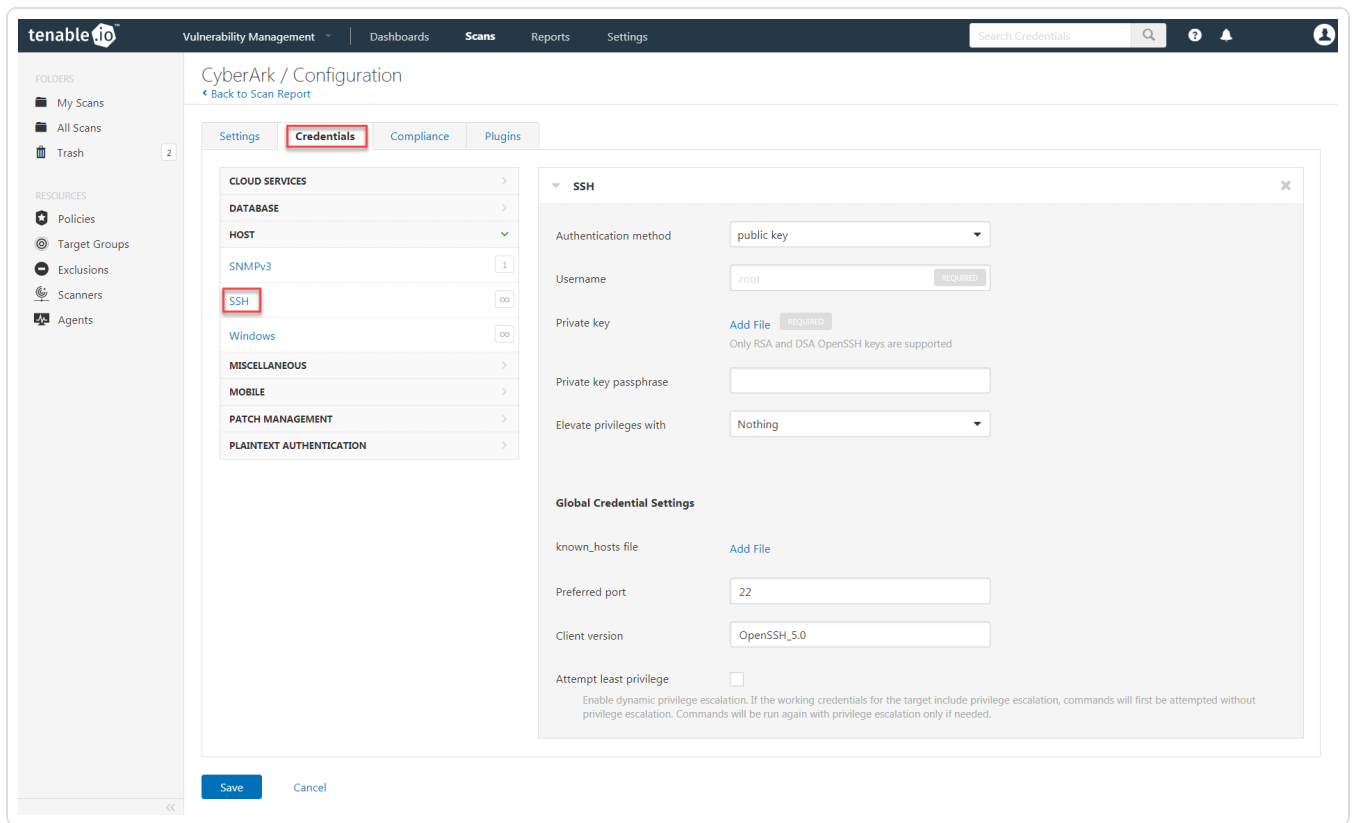 tenable.io™
Vulnerability Management
Dashboards
Scans
Reports
Settings
Search Credentials
FOLDERS
My Scans
All Scans
Trash
2
RESOURCES
Policies
Target Groups
Exclusions
Scanners
Agents
CyberArk / Configuration
Back to Scan Report
Settings
Credentials
Compliance
Plugins
CLOUD SERVICES
DATABASE
HOST
SNMPv3
1
SSH
∞
Windows
∞
MISCELLANEOUS
MOBILE
PATCH MANAGEMENT
PLAINTEXT AUTHENTICATION
SSH
Authentication method
public key
Username
root
REQUIRED
Private key
Add File
REQUIRED
Only RSA and DSA OpenSSH keys are supported
Private key passphrase
Elevate privileges with
Nothing
Global Credential Settings
known_hosts file
Add File
Preferred port
22
Client version
OpenSSH_5.0
Attempt least privilege
Enable dynamic privilege escalation. If the working credentials for the target include privilege escalation, commands will first be attempted without
privilege escalation. Commands will be run again with privilege escalation only if needed.
Save
Cancel